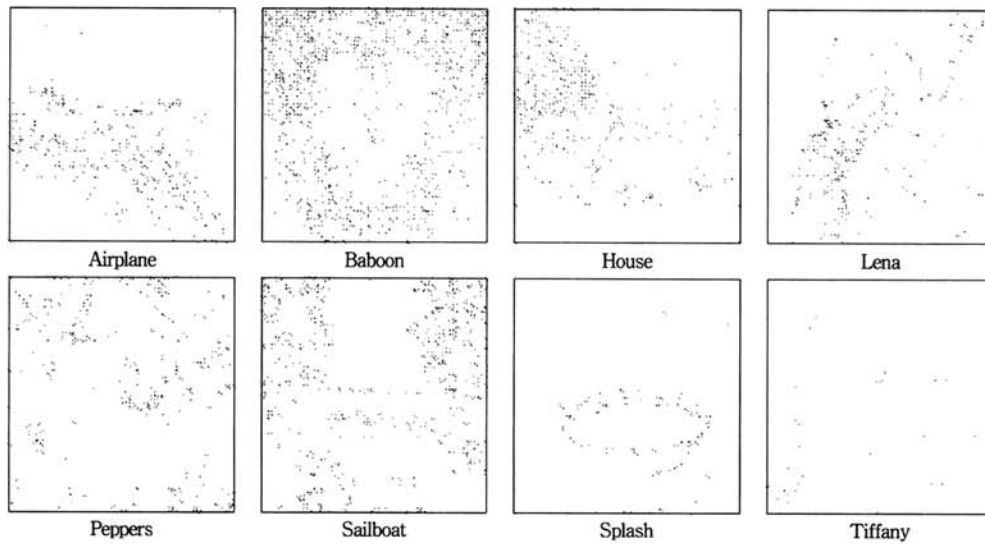 Airplane
Baboon
House
Lena
Peppers
Sailboat
Splash
Tiffany